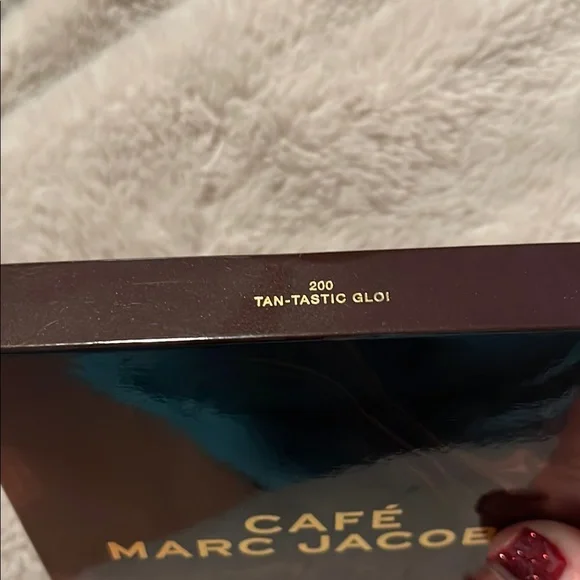 200
TAN-TASTIC GLO!
CAFÉ
MARC JACOB